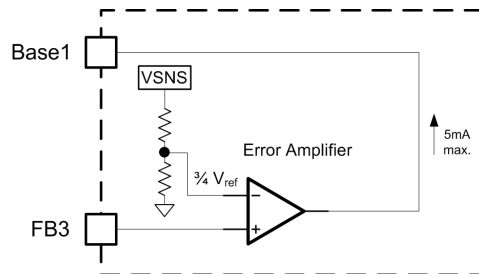 Base1
VSNS
5mA
max.
Error Amplifier
¾ Vref
−
+
FB3